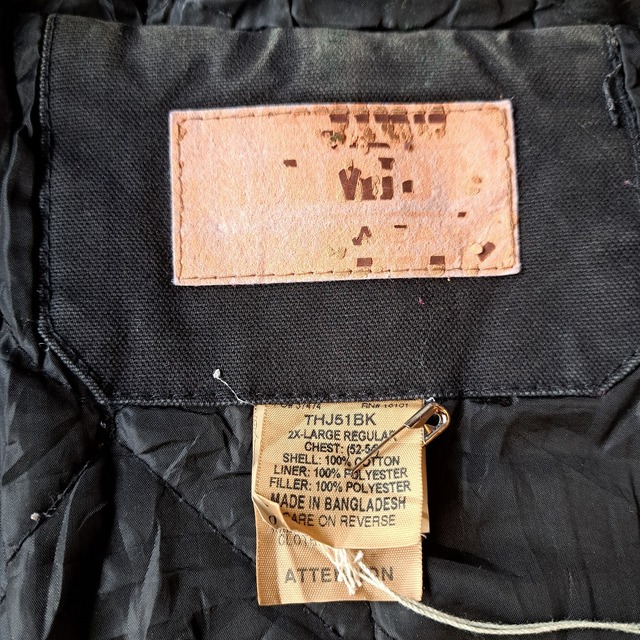 THJ51BK
2X-LARGE REGULAR
CHEST: (52-54
SHELL: 100% COTTON
LINER: 100% POLYESTER
FILLER: 100% POLYESTER
MADE IN BANGLADESH
CARE ON REVERSE
ATTENTION